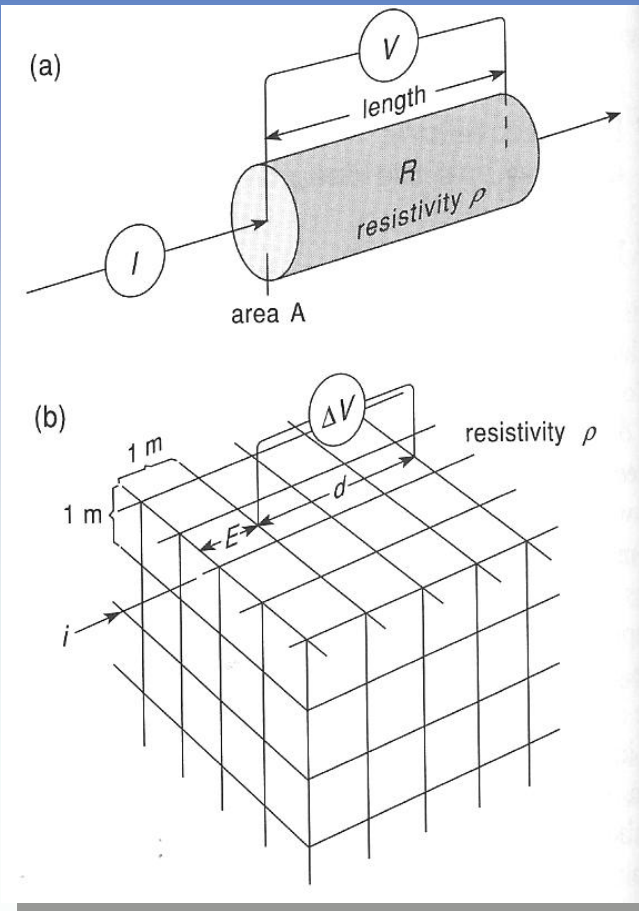 (a)
V
length
R
resistivity ρ
I
area A
(b)
ΔV
resistivity ρ
1 m
d
1 m
E
i